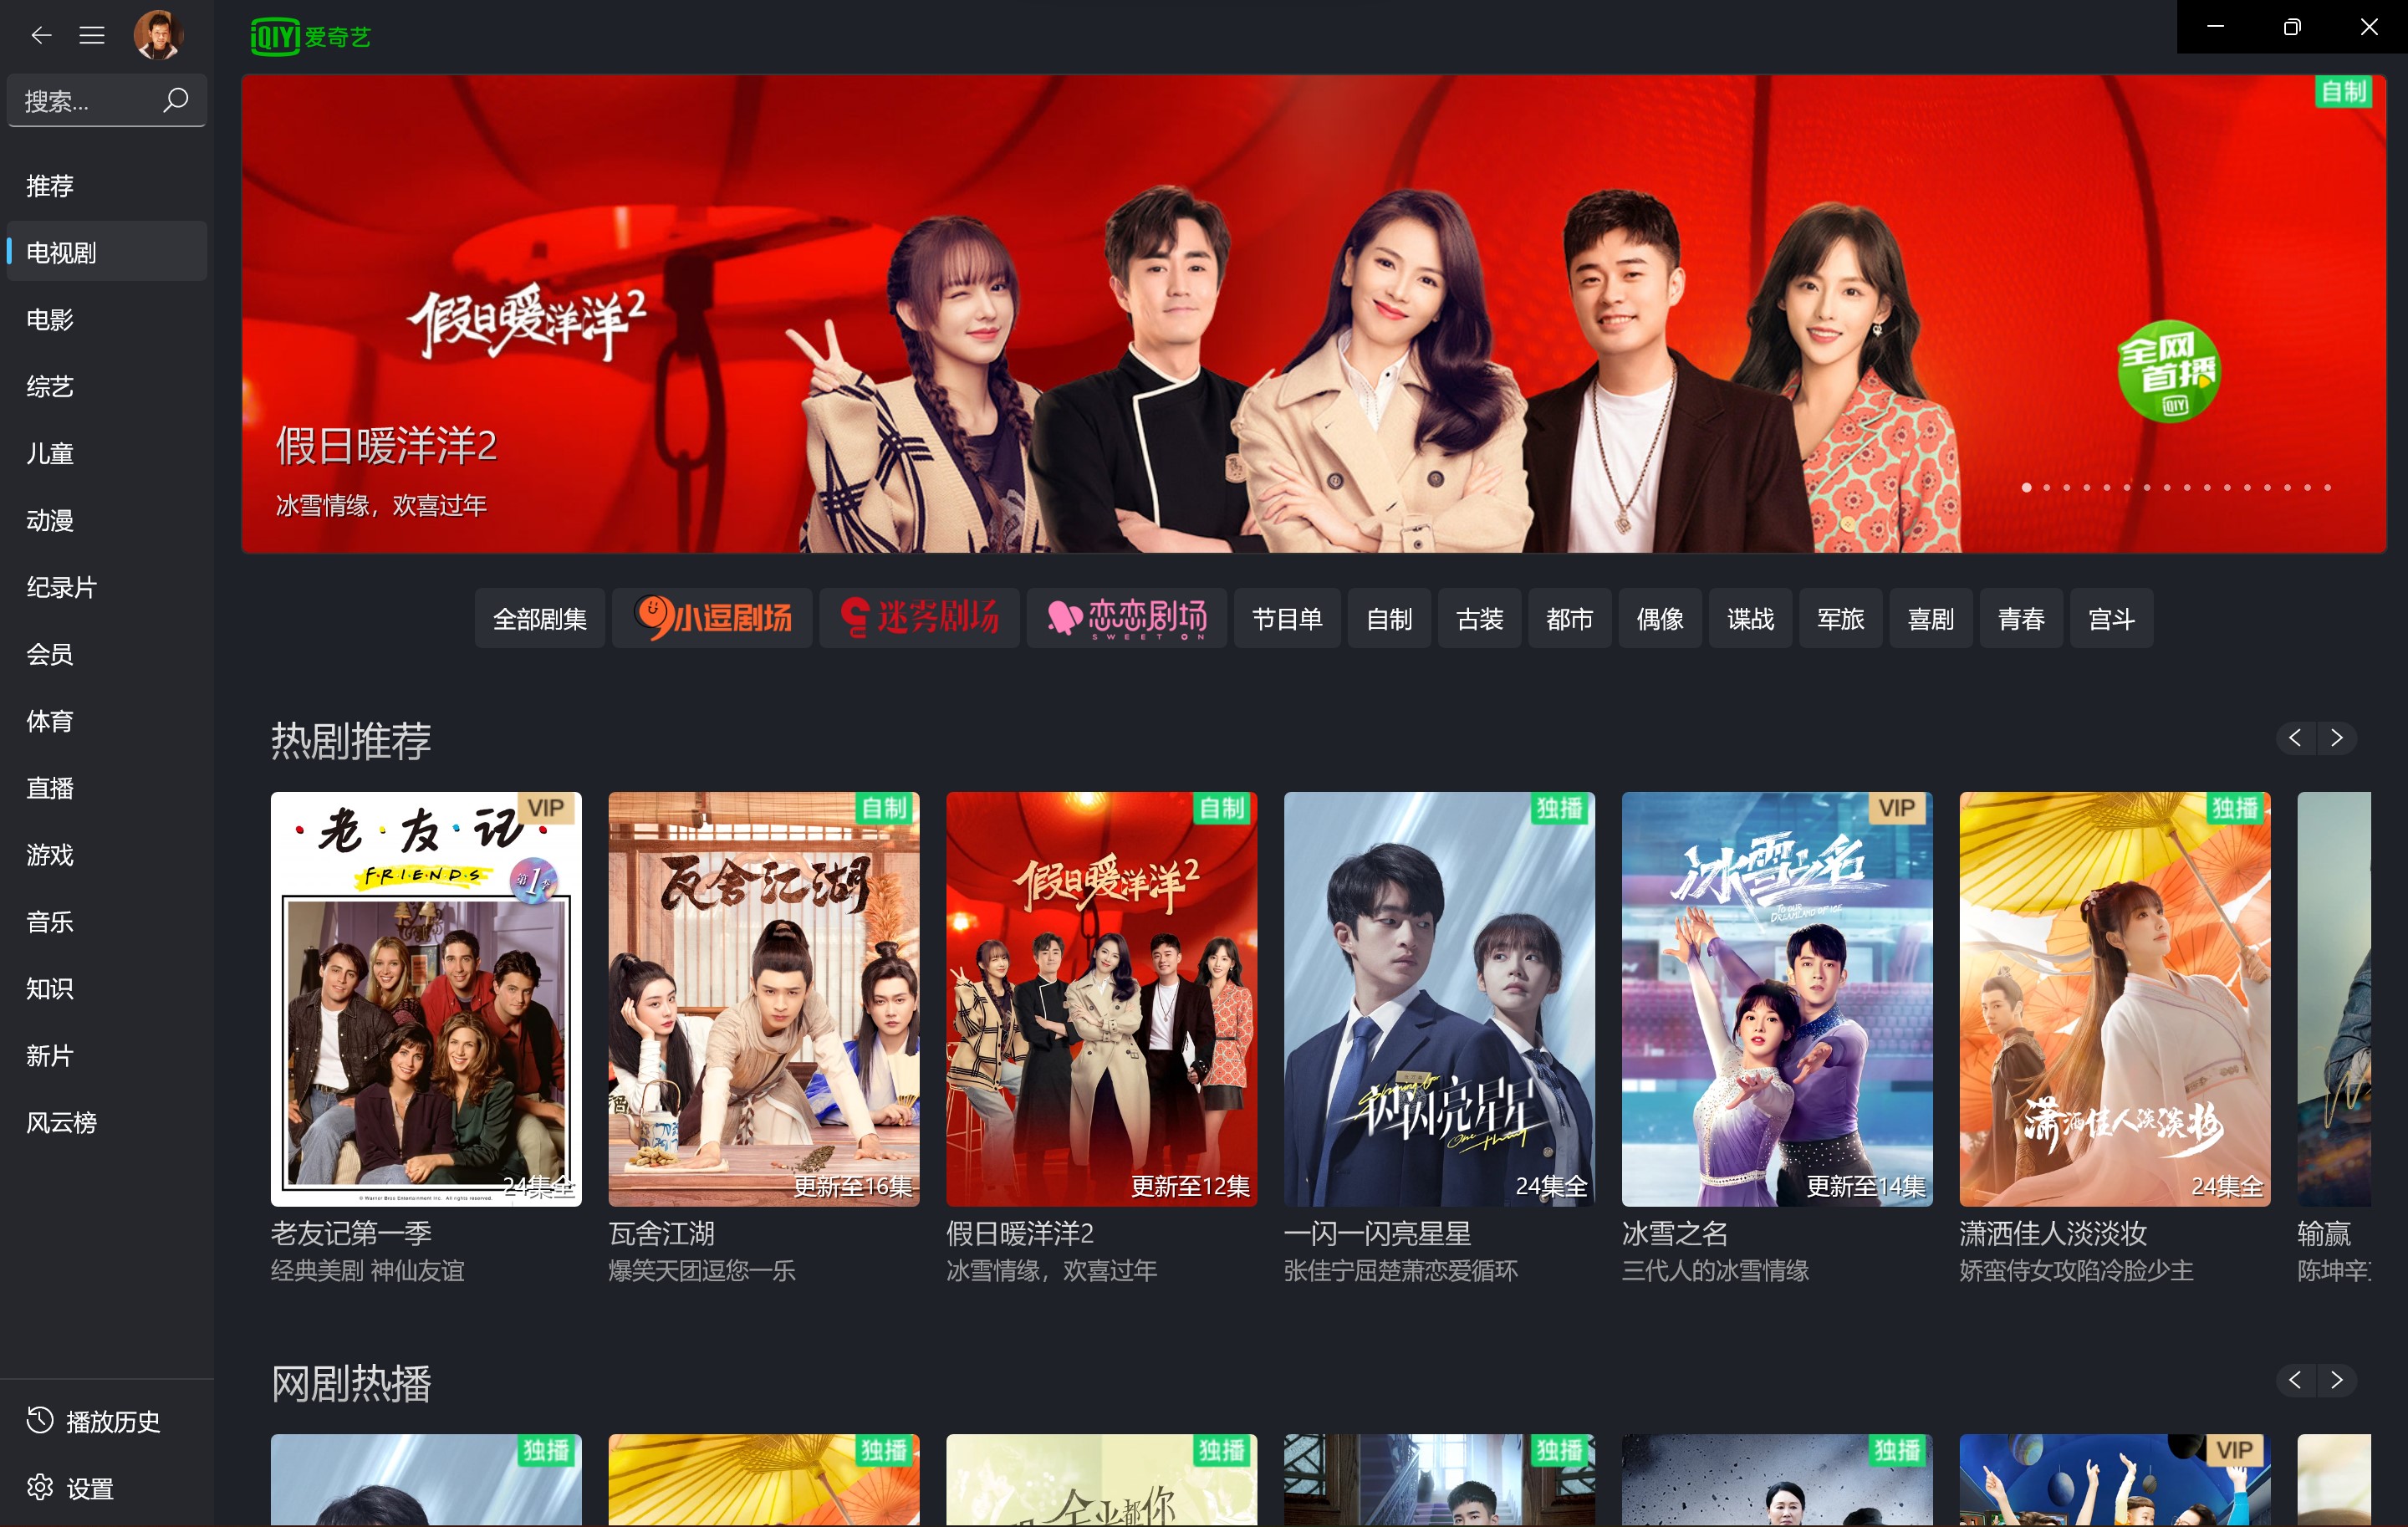 搜索...
推荐
电视剧
电影
综艺
儿童
动漫
纪录片
会员
体育
直播
游戏
音乐
知识
新片
风云榜
播放历史
设置
iQIYI 爱奇艺
自制
假日暖洋洋2
全网
首播
iQIYI
假日暖洋洋2
冰雪情缘，欢喜过年
全部剧集
小逗剧场
迷雾剧场
恋恋剧场
SWEET ON
节目单
自制
古装
都市
偶像
谍战
军旅
喜剧
青春
宫斗
热剧推荐
VIP
老友记
F·R·I·E·N·D·S
第1季
24集全
老友记第一季
经典美剧 神仙友谊
自制
瓦舍江湖
更新至16集
瓦舍江湖
爆笑天团逗您一乐
自制
假日暖洋洋2
更新至12集
假日暖洋洋2
冰雪情缘，欢喜过年
独播
一闪一闪亮星星
24集全
一闪一闪亮星星
张佳宁屈楚萧恋爱循环
VIP
冰雪之名
TO OUR DREAMLAND OF ICE
更新至14集
冰雪之名
三代人的冰雪情缘
独播
潇洒佳人淡淡妆
24集全
潇洒佳人淡淡妆
娇蛮侍女攻陷冷脸少主
输赢
陈坤辛
网剧热播
独播
独播
独播
独播
独播
VIP